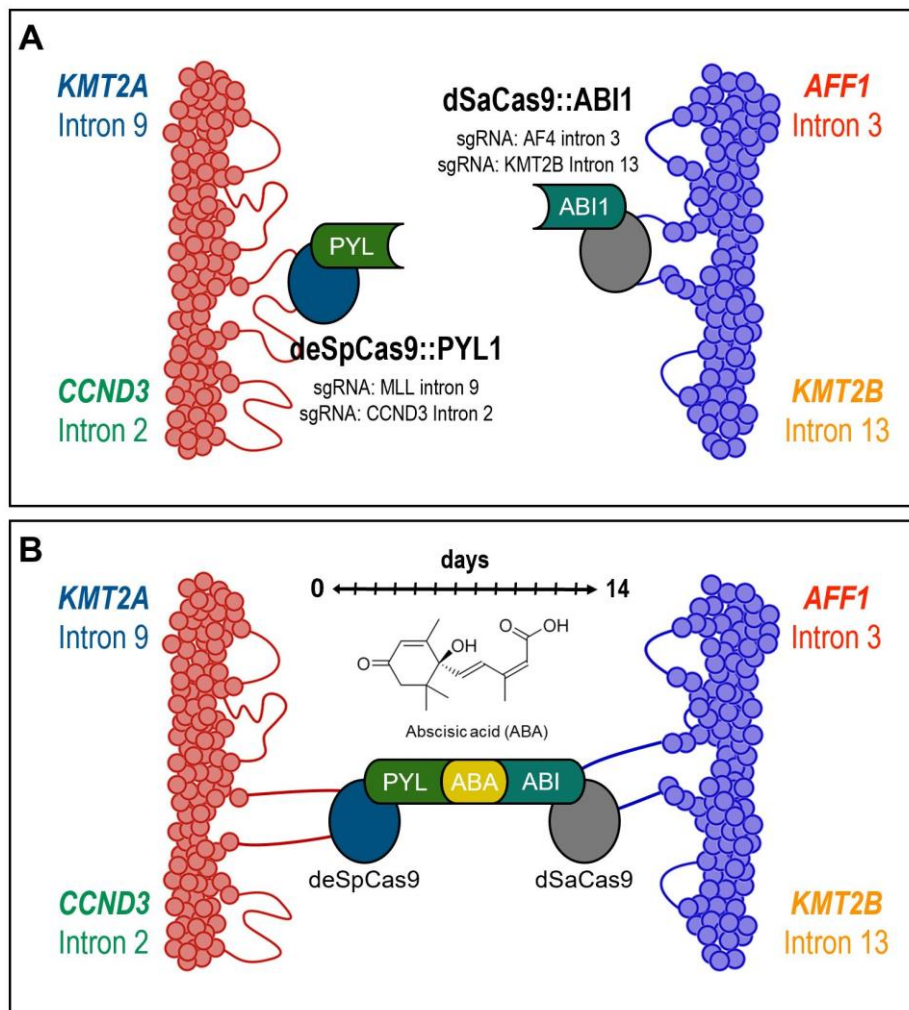 A
KMT2A
Intron 9
dSaCas9::ABI1
sgRNA: AF4 intron 3
sgRNA: KMT2B Intron 13
AFF1
Intron 3
PYL
ABI1
deSpCas9::PYL1
sgRNA: MLL intron 9
sgRNA: CCND3 Intron 2
CCND3
Intron 2
KMT2B
Intron 13
B
KMT2A
Intron 9
days
0
14
AFF1
Intron 3
O
OH
O
OH
Abscisic acid (ABA)
PYL
ABA
ABI
deSpCas9
dSaCas9
CCND3
Intron 2
KMT2B
Intron 13